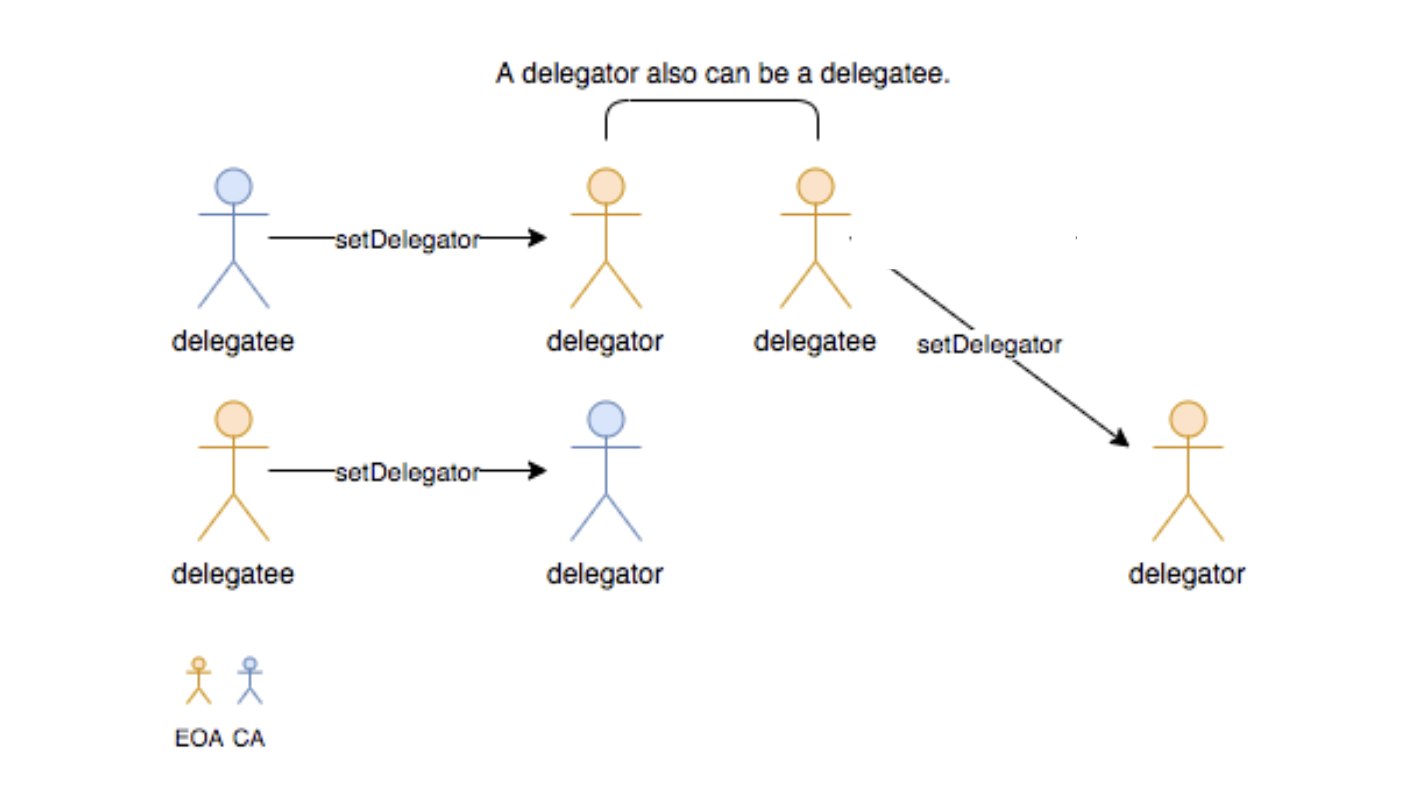 A delegator also can be a delegatee.
setDelegator
delegatee
delegator
delegatee
setDelegator
setDelegator
delegatee
delegator
delegator
EOA CA